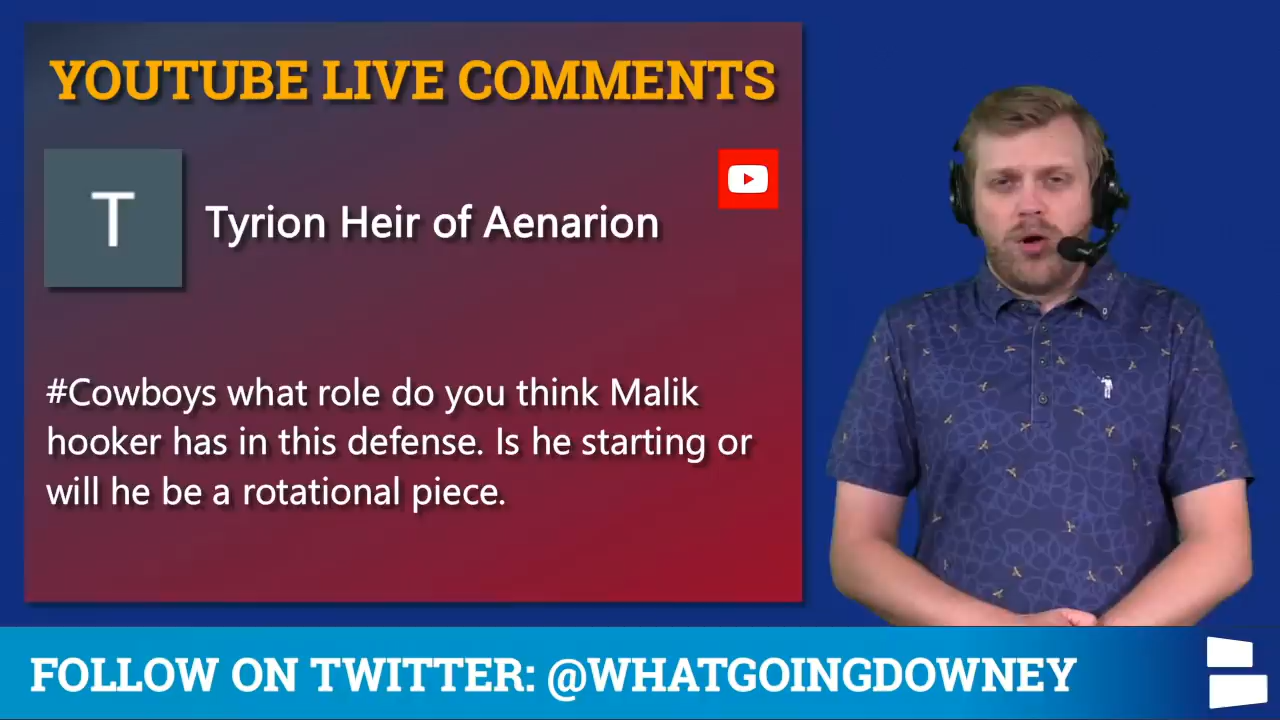 YOUTUBE LIVE COMMENTS
T
Tyrion Heir of Aenarion
#Cowboys what role do you think Malik
hooker has in this defense. Is he starting or
will he be a rotational piece.
FOLLOW ON TWITTER: @WHATGOINGDOWNEY